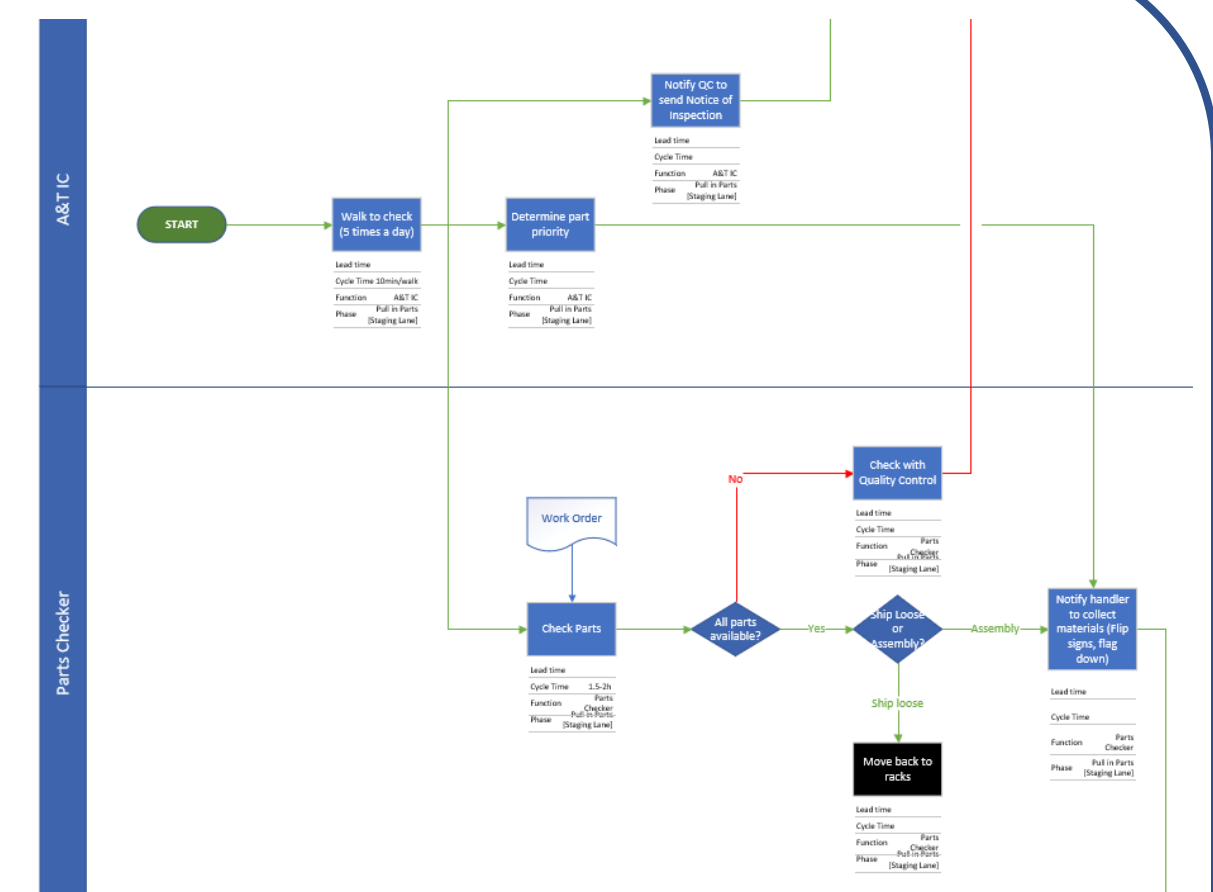 A&T IC
Notify QC to
send Notice of
Inspection
Lead time
Cycle Time
Function A&T IC
Phase Pull in Parts
[Staging Lane]
START
Walk to check
(5 times a day)
Lead time
Cycle Time 10min/walk
Function A&T IC
Phase Pull in Parts
[Staging Lane]
Determine part
priority
Lead time
Cycle Time
Function A&T IC
Phase Pull in Parts
[Staging Lane]
Parts Checker
Work Order
Check Parts
Lead time
Cycle Time 1.5-2h
Function Parts
Checker
Phase Pull in Parts
[Staging Lane]
All parts
available?
No
Check with
Quality Control
Lead time
Cycle Time
Function Parts
Checker
Phase Pull in Parts
[Staging Lane]
Yes
Ship Loose
or
Assembly?
Assembly
Ship loose
Move back to
racks
Lead time
Cycle Time
Function Parts
Checker
Phase Pull in Parts
[Staging Lane]
Notify handler
to collect
materials (Flip
signs, flag
down)
Lead time
Cycle Time
Function Parts
Checker
Phase Pull in Parts
[Staging Lane]